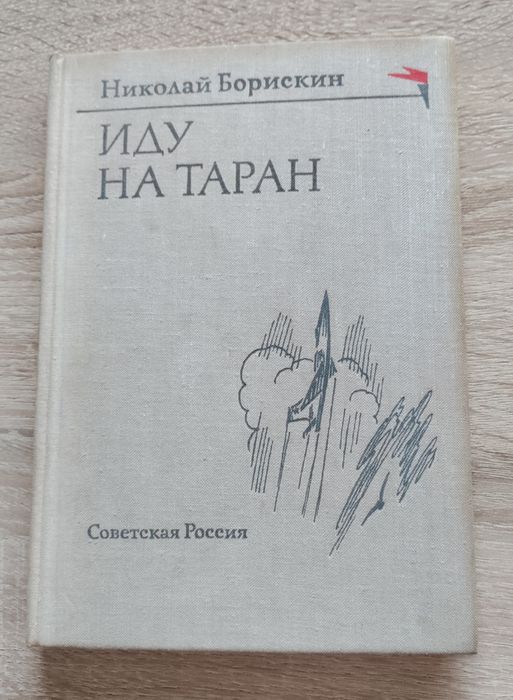 Николай Борискин
ИДУ
НА ТАРАН
Советская Россия